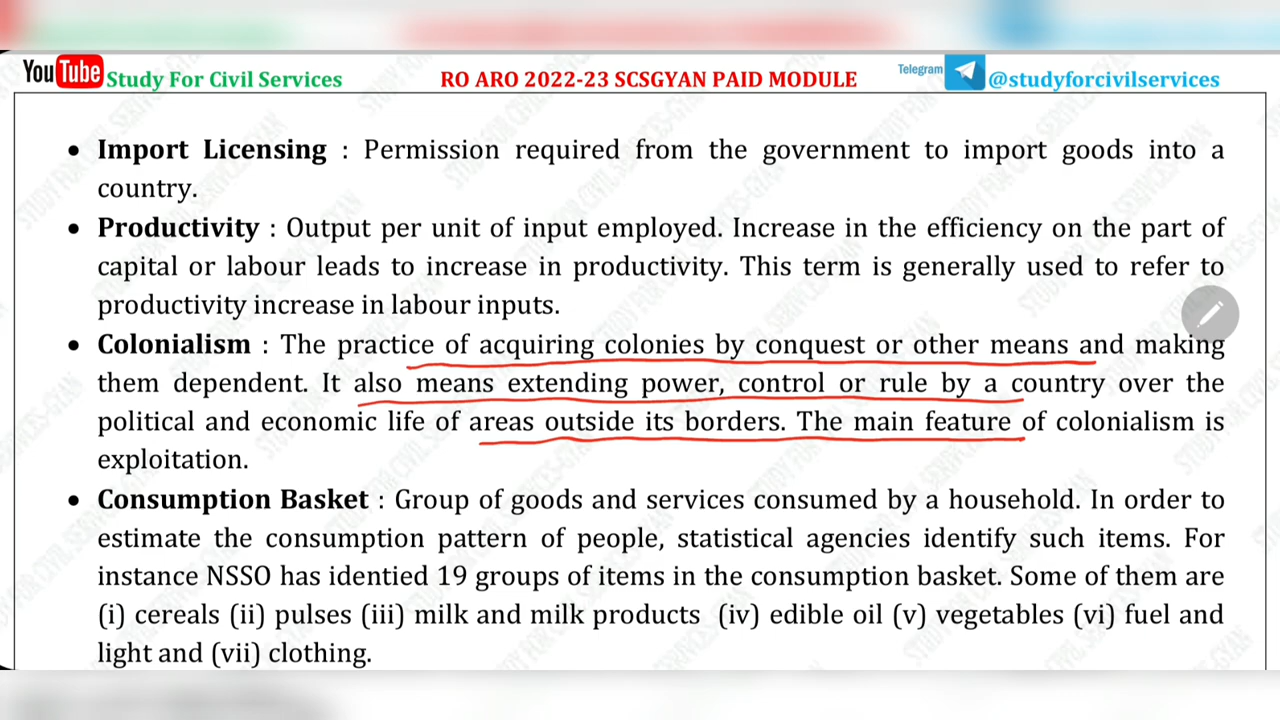 YouTube Study For Civil Services RO ARO 2022-23 SCSGYAN PAID MODULE Telegram @studyforcivilservices
• Import Licensing : Permission required from the government to import goods into a
country.
• Productivity : Output per unit of input employed. Increase in the efficiency on the part of
capital or labour leads to increase in productivity. This term is generally used to refer to
productivity increase in labour inputs.
• Colonialism : The practice of acquiring colonies by conquest or other means and making
them dependent. It also means extending power, control or rule by a country over the
political and economic life of areas outside its borders. The main feature of colonialism is
exploitation.
• Consumption Basket : Group of goods and services consumed by a household. In order to
estimate the consumption pattern of people, statistical agencies identify such items. For
instance NSSO has identied 19 groups of items in the consumption basket. Some of them are
(i) cereals (ii) pulses (iii) milk and milk products (iv) edible oil (v) vegetables (vi) fuel and
light and (vii) clothing.